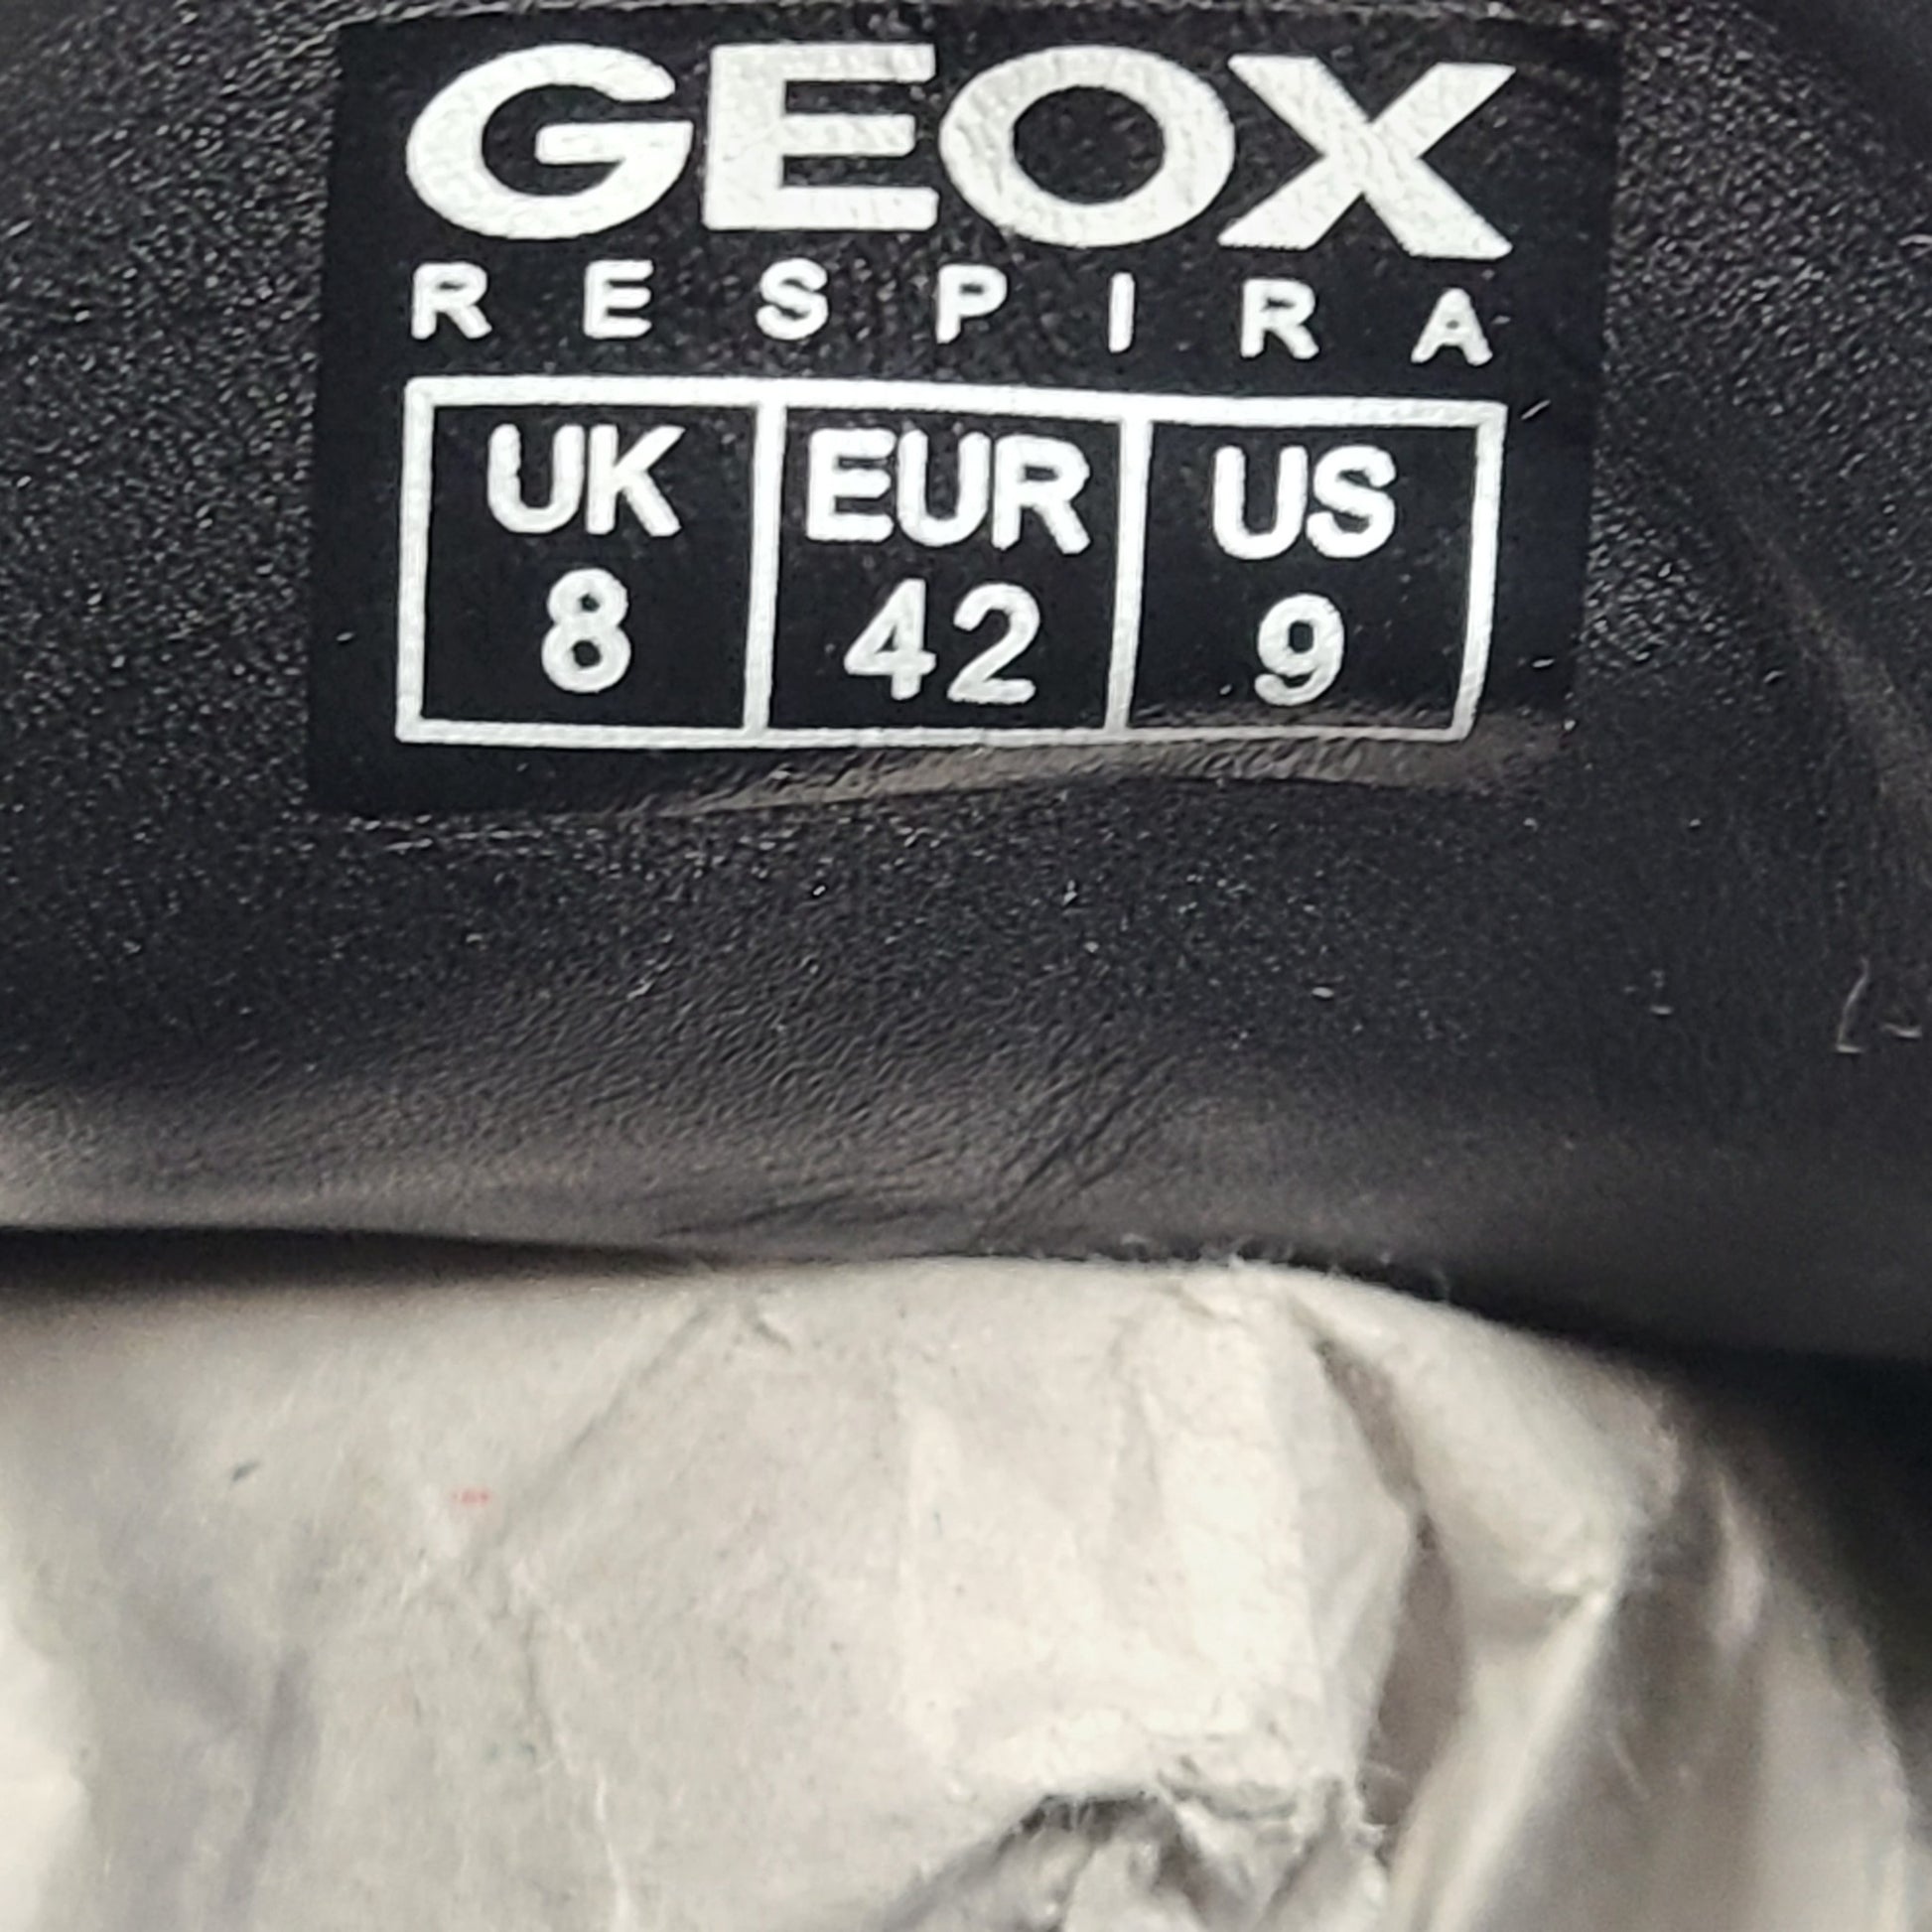 GEOX
RESPIRA
UK EUR US
8 42 9